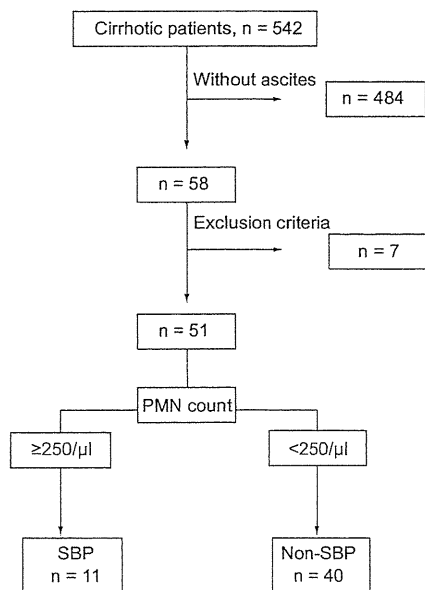 Cirrhotic patients, n = 542
Without ascites
n = 484
n = 58
Exclusion criteria
n = 7
n = 51
PMN count
≥250/µl
<250/µl
SBP
n = 11
Non-SBP
n = 40